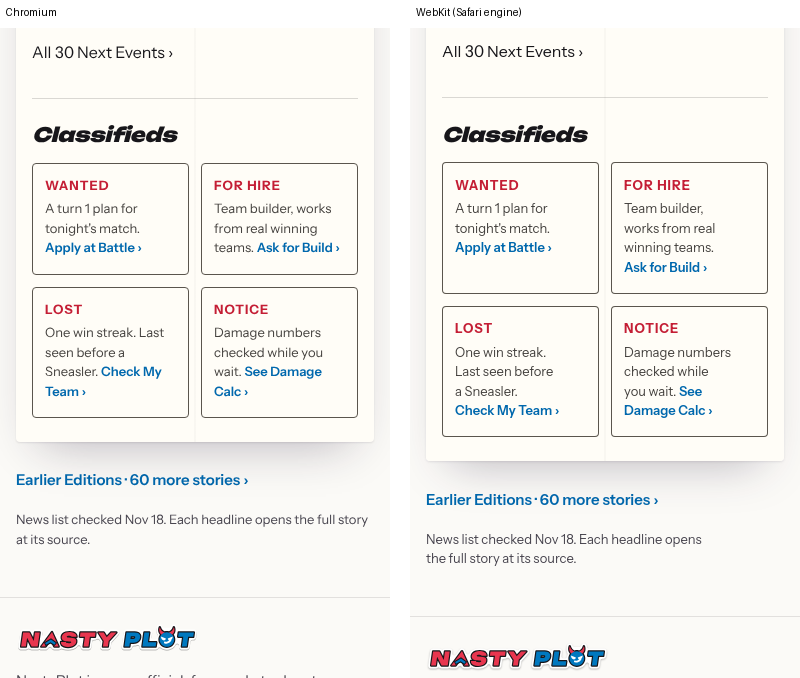 Chromium
All 30 Next Events ›
Classifieds
WANTED
A turn 1 plan for
tonight's match.
Apply at Battle ›
FOR HIRE
Team builder, works
from real winning
teams. Ask for Build ›
LOST
One win streak. Last
seen before a
Sneasler. Check My
Team ›
NOTICE
Damage numbers
checked while you
wait. See Damage
Calc ›
Earlier Editions · 60 more stories ›
News list checked Nov 18. Each headline opens the full story
at its source.
NASTY PLOT
WebKit (Safari engine)
All 30 Next Events ›
Classifieds
WANTED
A turn 1 plan for
tonight's match.
Apply at Battle ›
FOR HIRE
Team builder,
works from real
winning teams.
Ask for Build ›
LOST
One win streak.
Last seen before
a Sneasler.
Check My Team ›
NOTICE
Damage numbers
checked while
you wait. See
Damage Calc ›
Earlier Editions · 60 more stories ›
News list checked Nov 18. Each headline opens
the full story at its source.
NASTY PLOT